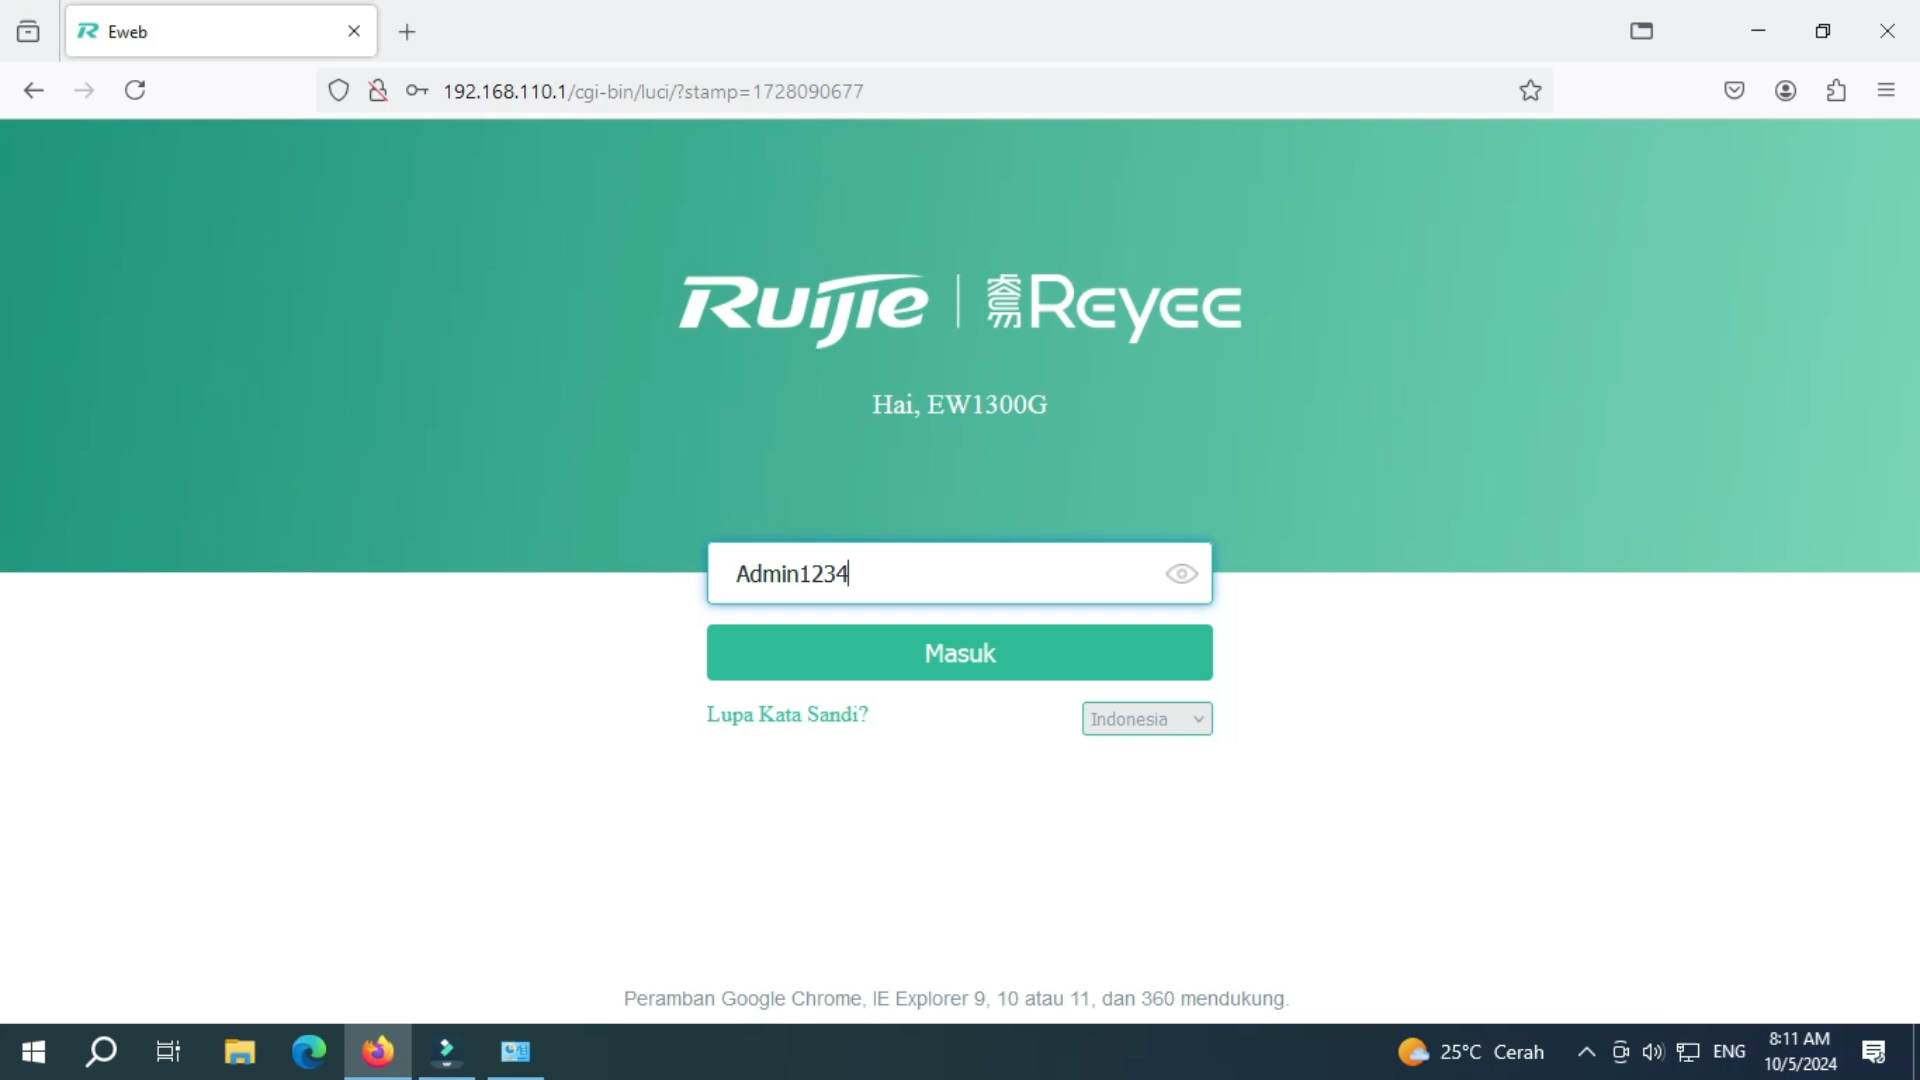 Eweb
192.168.110.1/cgi-bin/luci/?stamp=1728090677
Ruijie | 睿易 Reyee
Hai, EW1300G
Admin1234
Masuk
Lupa Kata Sandi?
Indonesia
Peramban Google Chrome, IE Explorer 9, 10 atau 11, dan 360 mendukung.
25°C Cerah
ENG
8:11 AM
10/5/2024